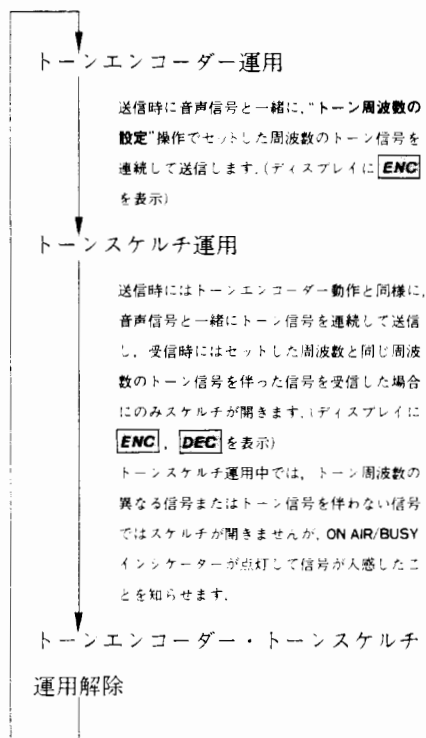 トーンエンコーダー運用
送信時に音声信号と一緒に、"トーン周波数の
設定"操作でセットした周波数のトーン信号を
連続して送信します。(ディスプレイに ENC
を表示)
トーンスケルチ運用
送信時にはトーンエンコーダー動作と同様に、
音声信号と一緒にトーン信号を連続して送信
し、受信時にはセットした周波数と同じ周波
数のトーン信号を伴った信号を受信した場合
にのみスケルチが開きます。(ディスプレイに
ENC 、 DEC を表示)
トーンスケルチ運用中では、トーン周波数の
異なる信号またはトーン信号を伴わない信号
ではスケルチが開きませんが、ON AIR/BUSY
インジケーターが点灯して信号が入感したこ
とを知らせます。
トーンエンコーダー・トーンスケルチ
運用解除